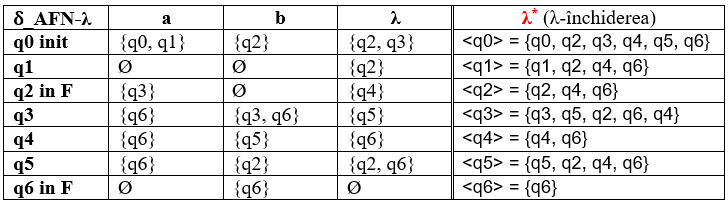 δ_AFN-λ a b λ λ* (λ-închiderea)
q0 init {q0, q1} {q2} {q2, q3} <q0> = {q0, q2, q3, q4, q5, q6}
q1 Ø Ø {q2} <q1> = {q1, q2, q4, q6}
q2 in F {q3} Ø {q4} <q2> = {q2, q4, q6}
q3 {q6} {q3, q6} {q5} <q3> = {q3, q5, q2, q6, q4}
q4 {q6} {q5} {q6} <q4> = {q4, q6}
q5 {q6} {q2} {q2, q6} <q5> = {q5, q2, q4, q6}
q6 in F Ø {q6} Ø <q6> = {q6}